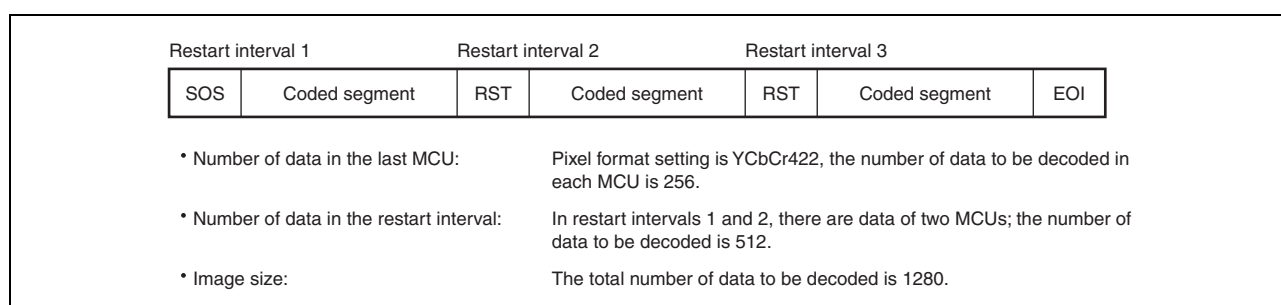 Restart interval 1 Restart interval 2 Restart interval 3
SOS Coded segment RST Coded segment RST Coded segment EOI
• Number of data in the last MCU: Pixel format setting is YCbCr422, the number of data to be decoded in
each MCU is 256.
• Number of data in the restart interval: In restart intervals 1 and 2, there are data of two MCUs; the number of
data to be decoded is 512.
• Image size: The total number of data to be decoded is 1280.